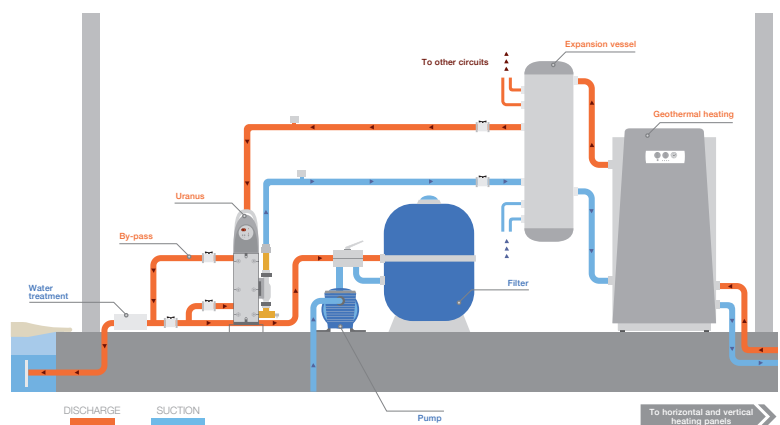 Expansion vessel
To other circuits
Geothermal heating
Uranus
By-pass
Water
treatment
Filter
Pump
DISCHARGE
SUCTION
To horizontal and vertical
heating panels